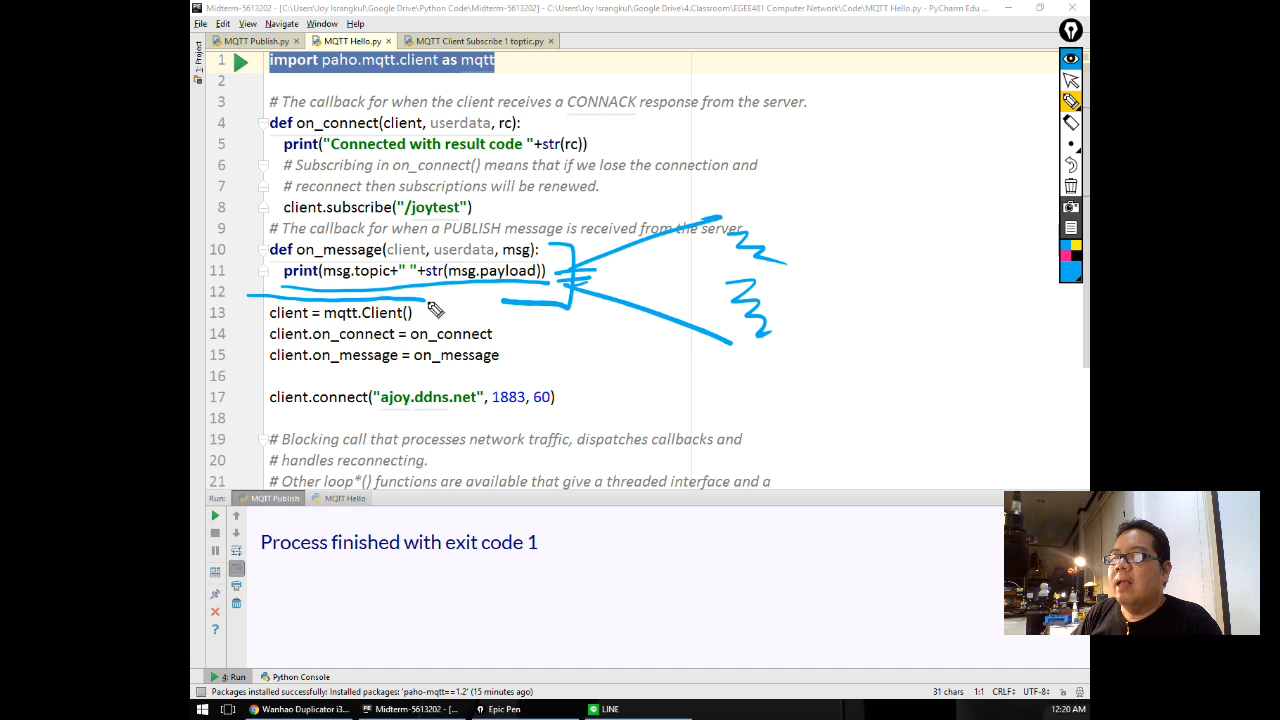 Midterm-5613202 - [C:\Users\Joy Israngkul\Google Drive\Python Code\Midterm-5613202] - C:\Users\Joy Israngkul\Google Drive\4.Classroom\EGEE481 Computer Network\Code\MQTT Hello.py - PyCharm Edu ...
File Edit View Navigate Window Help
MQTT Publish.py MQTT Hello.py MQTT Client Subscribe 1 topic.py
1: Project
1 import paho.mqtt.client as mqtt
2
3 # The callback for when the client receives a CONNACK response from the server.
4 def on_connect(client, userdata, rc):
5 print("Connected with result code "+str(rc))
6 # Subscribing in on_connect() means that if we lose the connection and
7 # reconnect then subscriptions will be renewed.
8 client.subscribe("/joytest")
9 # The callback for when a PUBLISH message is received from the server.
10 def on_message(client, userdata, msg):
11 print(msg.topic+" "+str(msg.payload))
12
13 client = mqtt.Client()
14 client.on_connect = on_connect
15 client.on_message = on_message
16
17 client.connect("ajoy.ddns.net", 1883, 60)
18
19 # Blocking call that processes network traffic, dispatches callbacks and
20 # handles reconnecting.
21 # Other loop*() functions are available that give a threaded interface and a
Run: MQTT Publish MQTT Hello
Process finished with exit code 1
4: Run Python Console
Packages installed successfully: Installed packages: 'paho-mqtt==1.2' (15 minutes ago) 31 chars 1:1 CRLF UTF-8
Wanhao Duplicator i3... Midterm-5613202 - [... Epic Pen LINE 12:20 AM